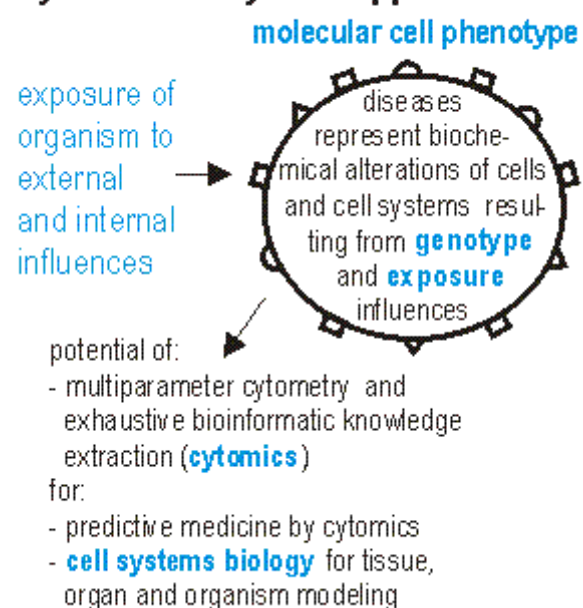 molecular cell phenotype
exposure of
organism to
external
and internal
influences
diseases
represent bioche-
mical alterations of cells
and cell systems resul-
ting from genotype
and exposure
influences
potential of:
- multiparameter cytometry and
exhaustive bioinformatic knowledge
extraction (cytomics)
for:
- predictive medicine by cytomics
- cell systems biology for tissue,
organ and organism modeling